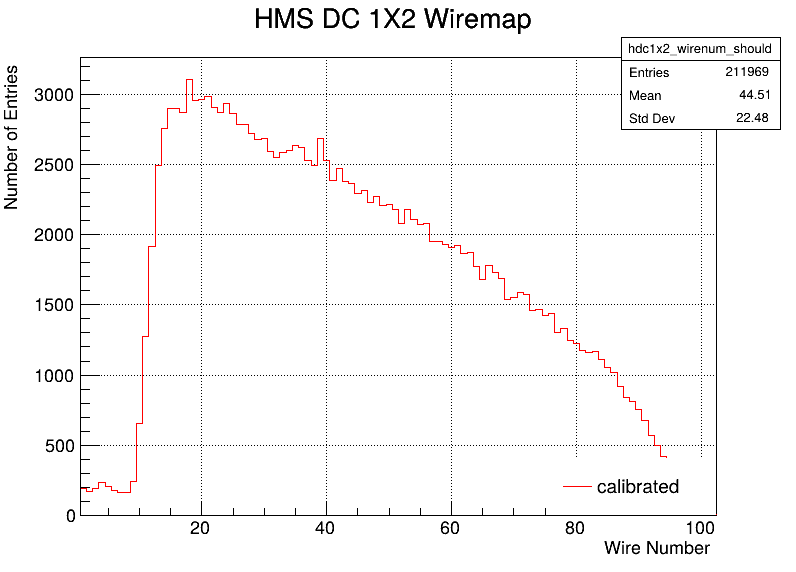 HMS DC 1X2 Wiremap
hdc1x2_wirenum_should
Entries 211969
Mean 44.51
Std Dev 22.48
Number of Entries
3000
2500
2000
1500
1000
500
0
20 40 60 80 100
Wire Number
calibrated